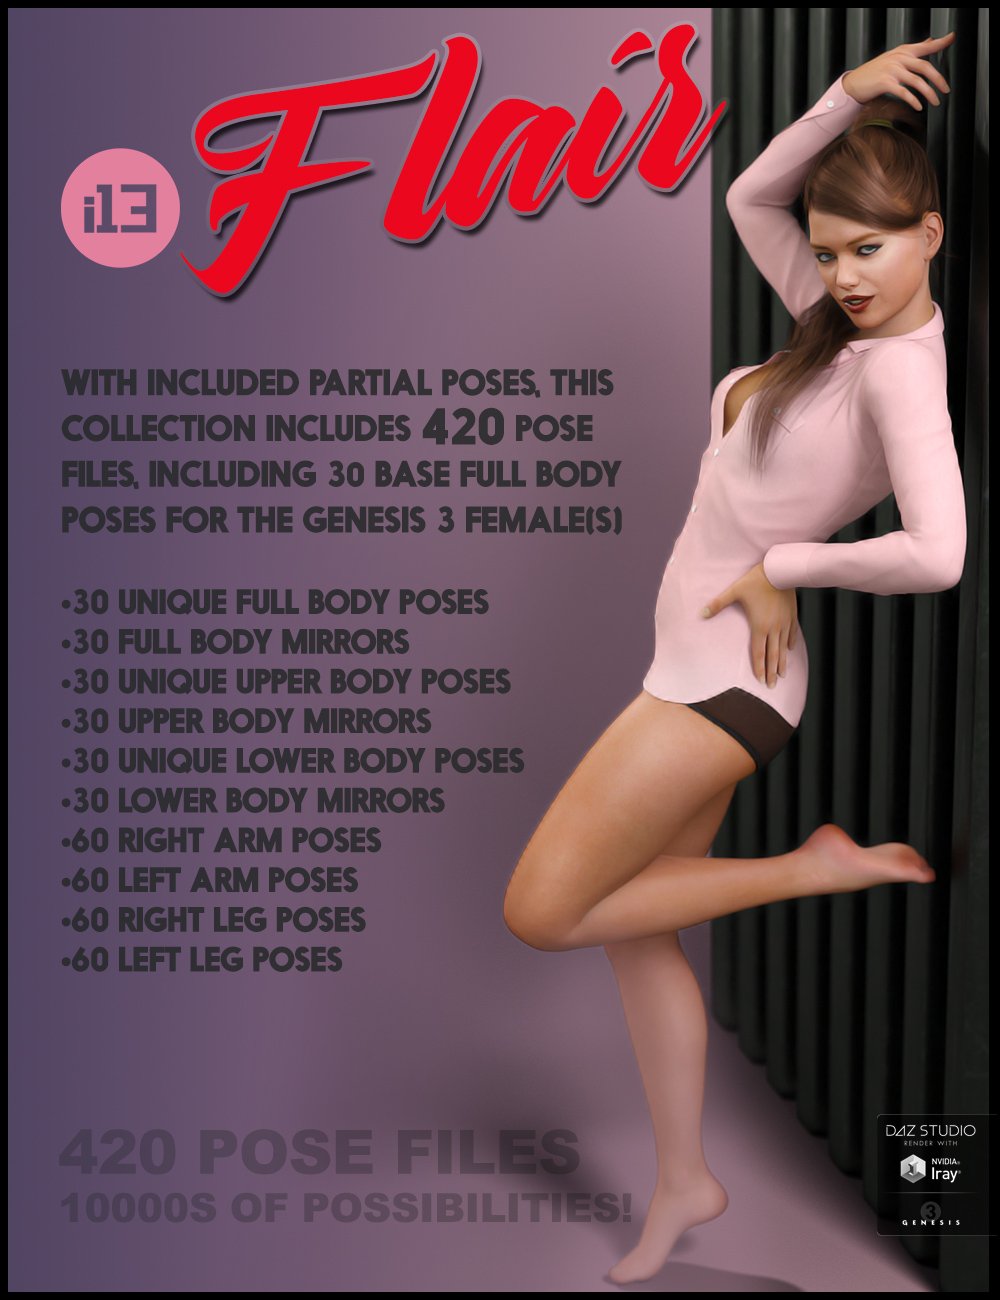 Flair
i13
WITH INCLUDED PARTIAL POSES, THIS
COLLECTION INCLUDES 420 POSE
FILES, INCLUDING 30 BASE FULL BODY
POSES FOR THE GENESIS 3 FEMALE(S)
•30 UNIQUE FULL BODY POSES
•30 FULL BODY MIRRORS
•30 UNIQUE UPPER BODY POSES
•30 UPPER BODY MIRRORS
•30 UNIQUE LOWER BODY POSES
•30 LOWER BODY MIRRORS
•60 RIGHT ARM POSES
•60 LEFT ARM POSES
•60 RIGHT LEG POSES
•60 LEFT LEG POSES
420 POSE FILES
10000S OF POSSIBILITIES!
DAZ STUDIO
RENDER WITH
NVIDIA®
Iray®
3
GENESIS